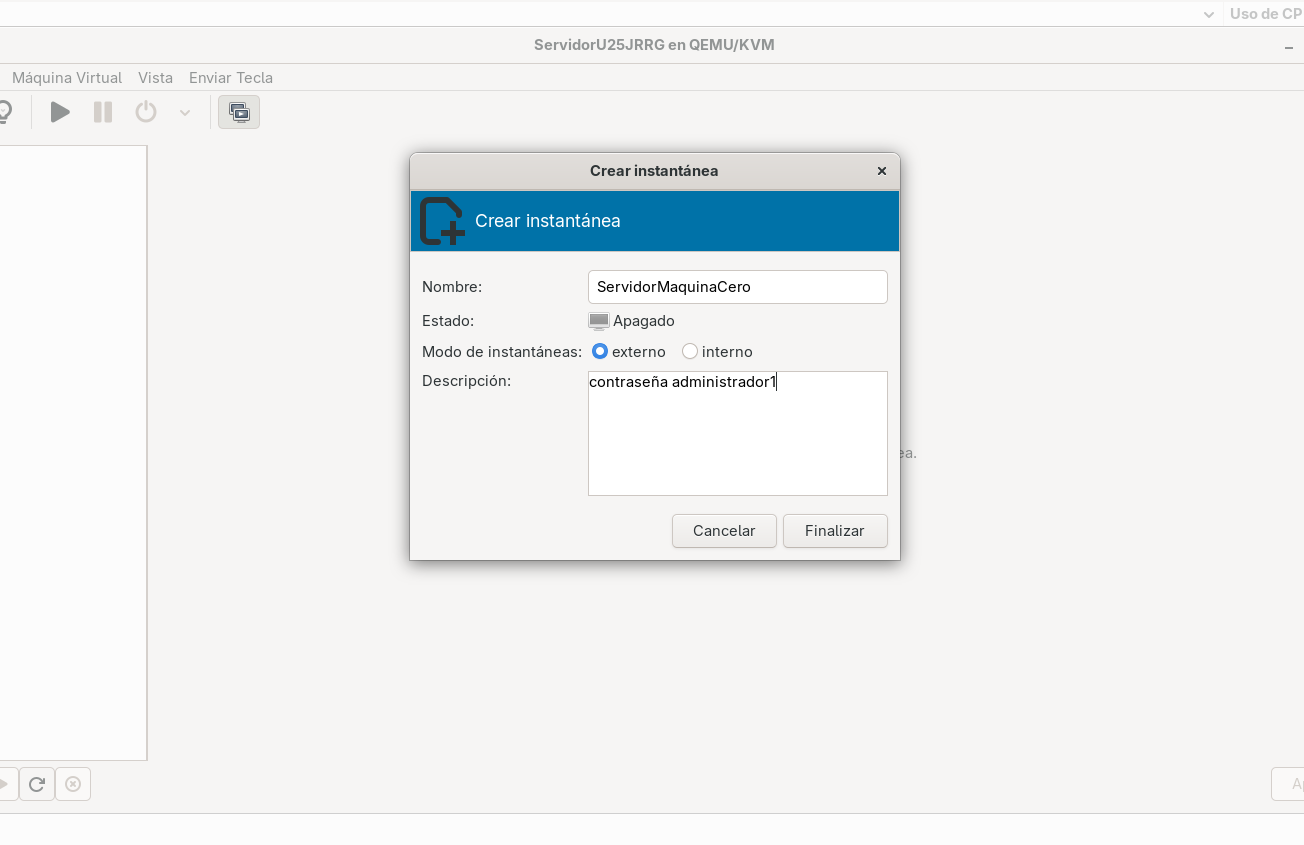 Uso de CP
ServidorU25JRRG en QEMU/KVM
Máquina Virtual Vista Enviar Tecla
Crear instantánea
Crear instantánea
Nombre: ServidorMaquinaCero
Estado: Apagado
Modo de instantáneas: externo interno
Descripción: contraseña administrador1
ea.
Cancelar Finalizar
Ap